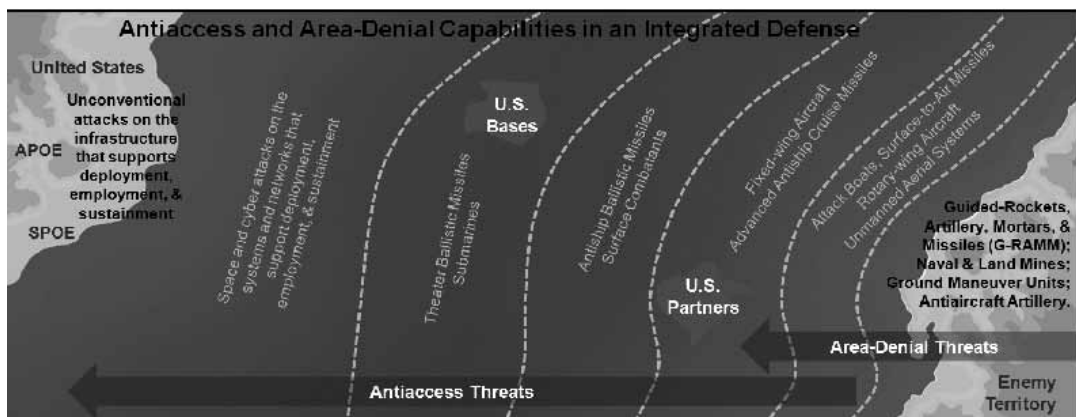 Antiaccess and Area-Denial Capabilities in an Integrated Defense
United States
Unconventional
attacks on the
infrastructure
that supports
deployment,
employment, &
sustainment
APOE
SPOE
Space and cyber attacks on the
systems and networks that
support deployment,
employment, & sustainment
Theater Ballistic Missiles
Submarines
U.S.
Bases
Antiship Ballistic Missiles
Surface Combatants
U.S.
Partners
Fixed-wing Aircraft
Advanced Antiship Cruise Missiles
Attack Boats, Surface-to-Air Missiles
Rotary-wing Aircraft
Unmanned Aerial Systems
Guided-Rockets,
Artillery, Mortars, &
Missiles (G-RAMM);
Naval & Land Mines;
Ground Maneuver Units;
Antiaircraft Artillery.
Area-Denial Threats
Antiaccess Threats
Enemy
Territory